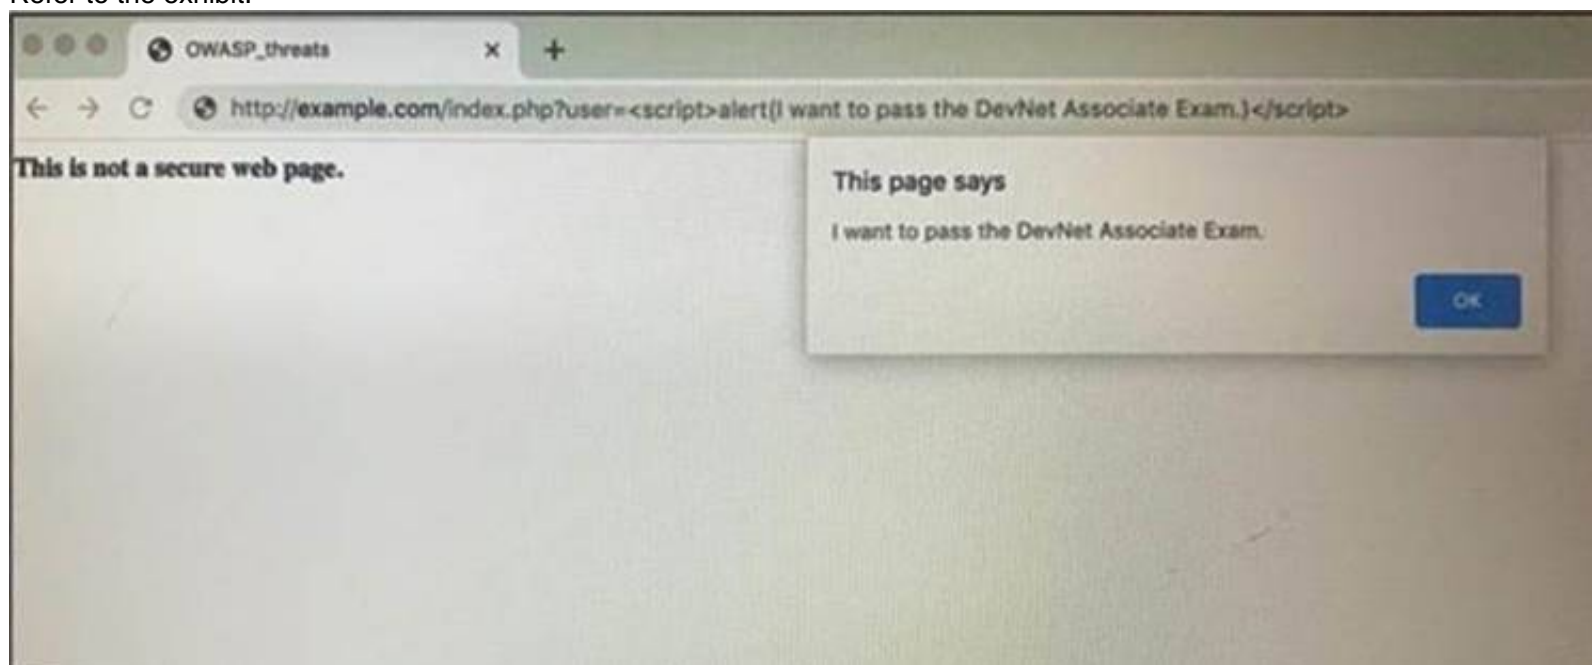 Refer to the exhibit.
OWASP_threats
http://example.com/index.php?user=<script>alert(I want to pass the DevNet Associate Exam.)</script>
This is not a secure web page.
This page says
I want to pass the DevNet Associate Exam.
OK